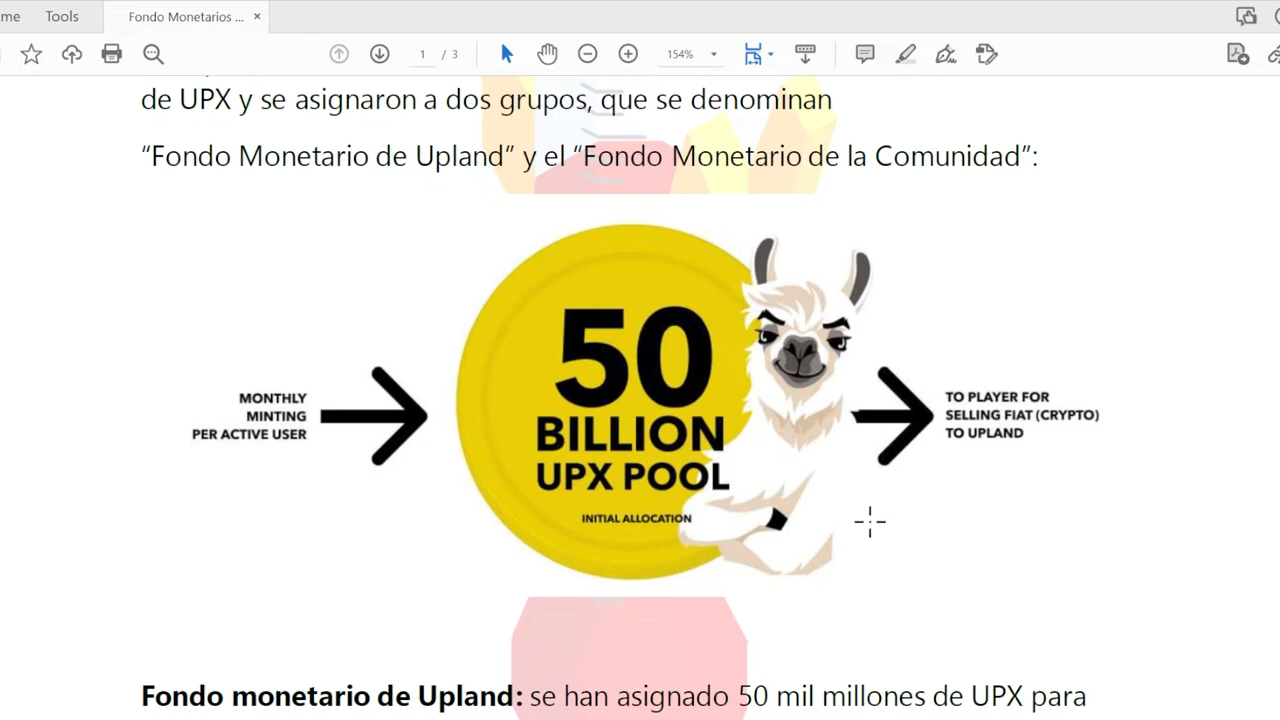 me Tools Fondo Monetarios ... ×
1 / 3 154%
de UPX y se asignaron a dos grupos, que se denominan
“Fondo Monetario de Upland” y el “Fondo Monetario de la Comunidad”:
50
BILLION
UPX POOL
INITIAL ALLOCATION
MONTHLY
MINTING
PER ACTIVE USER
TO PLAYER FOR
SELLING FIAT (CRYPTO)
TO UPLAND
Fondo monetario de Upland: se han asignado 50 mil millones de UPX para